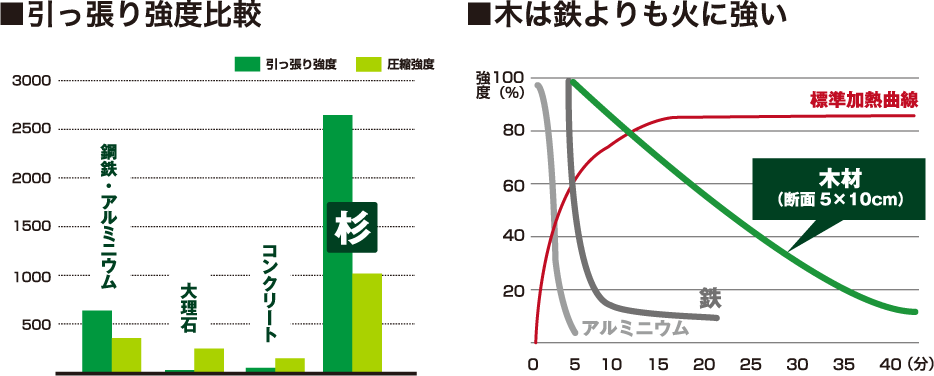 ■引っ張り強度比較
引っ張り強度
圧縮強度
3000
2500
2000
1500
1000
500
鋼鉄・アルミニウム
大理石
コンクリート
杉
■木は鉄よりも火に強い
強度
100
(%)
80
60
40
20
標準加熱曲線
木材
(断面5×10cm)
鉄
アルミニウム
0 5 10 15 20 25 30 35 40(分)